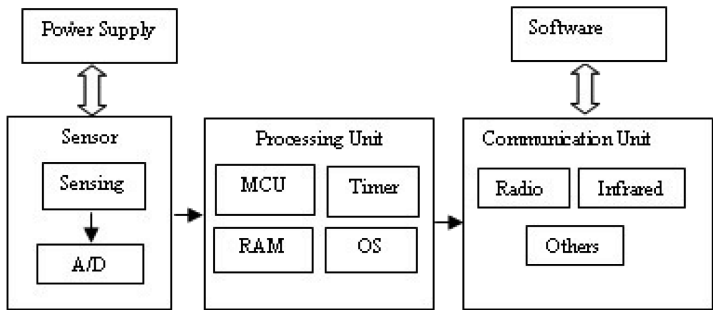 Power Supply
Software
Sensor
Sensing
A/D
Processing Unit
MCU
Timer
RAM
OS
Communication Unit
Radio
Infrared
Others